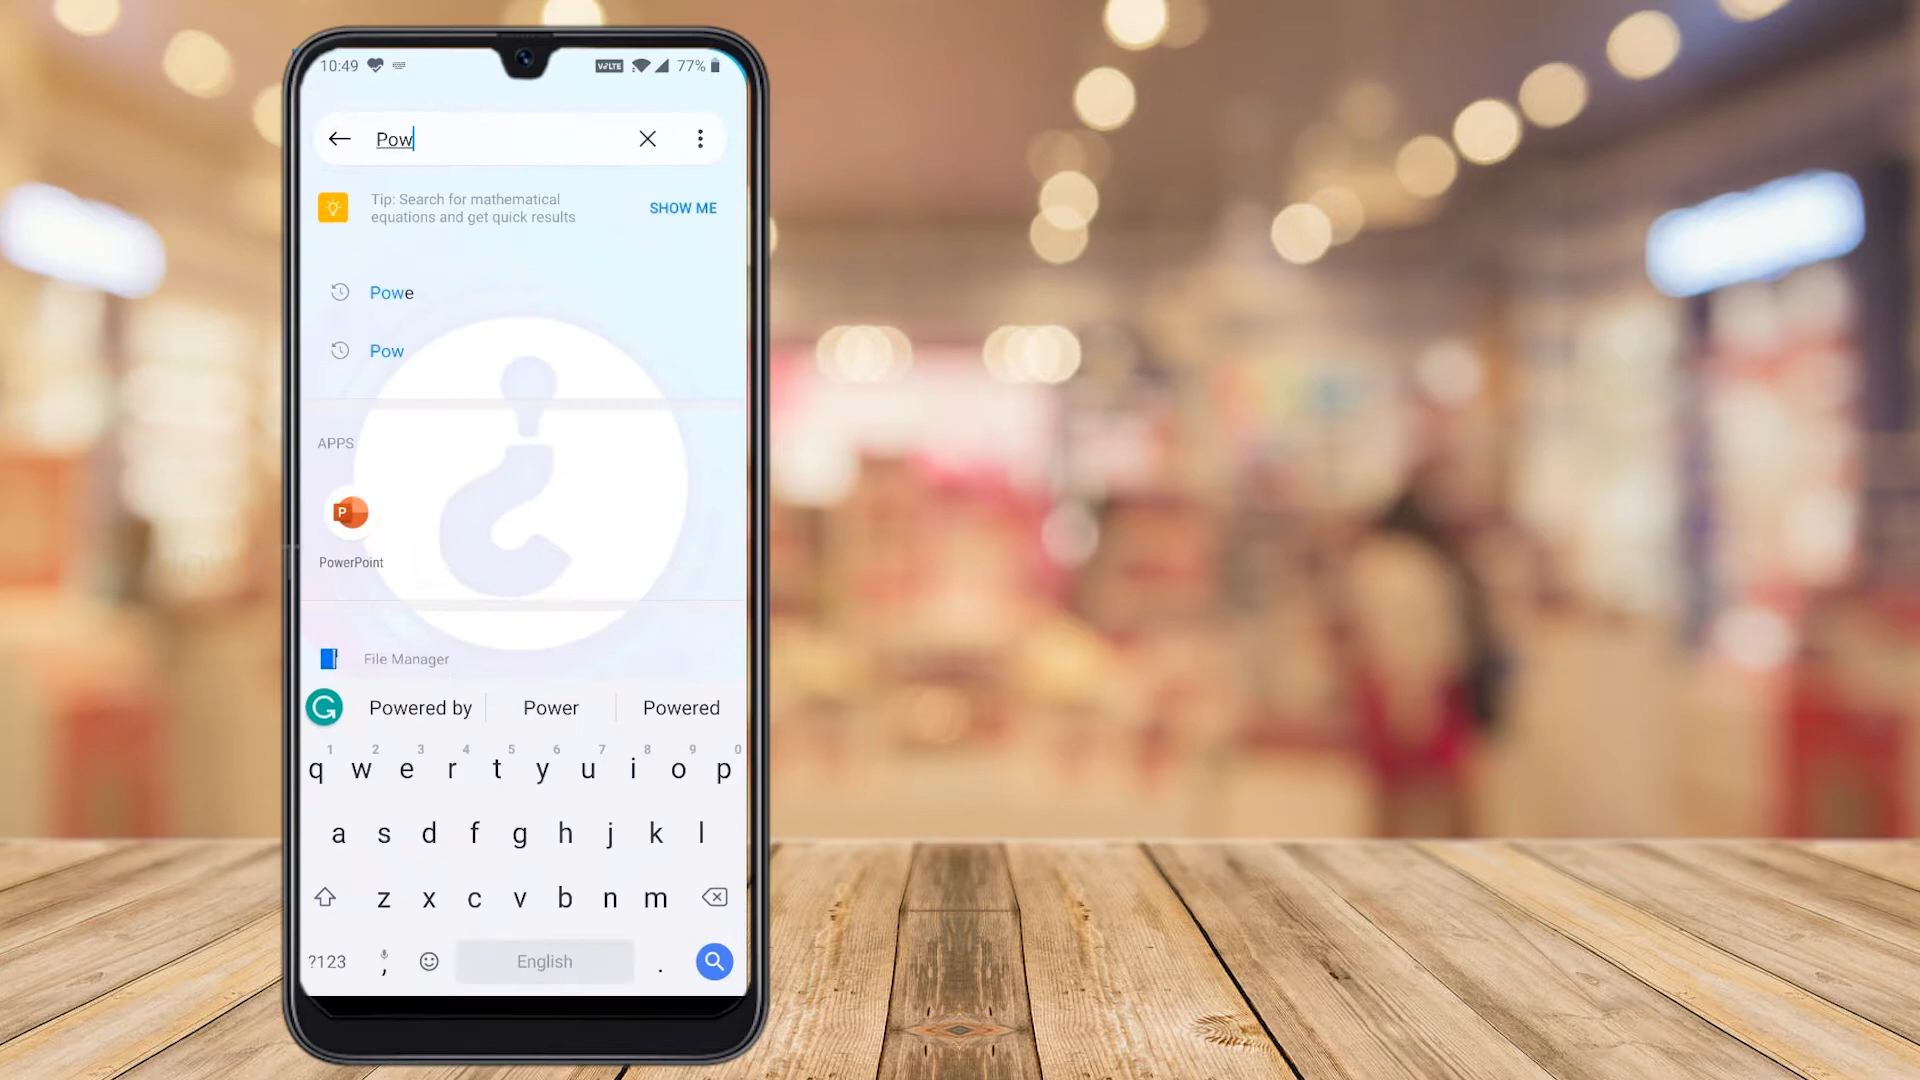 10:49
VoLTE
77%
Pow
Tip: Search for mathematical
equations and get quick results
SHOW ME
Powe
Pow
APPS
P
PowerPoint
File Manager
Powered by
Power
Powered
1 2 3 4 5 6 7 8 9 0
q w e r t y u i o p
a s d f g h j k l
z x c v b n m
?123 , English .